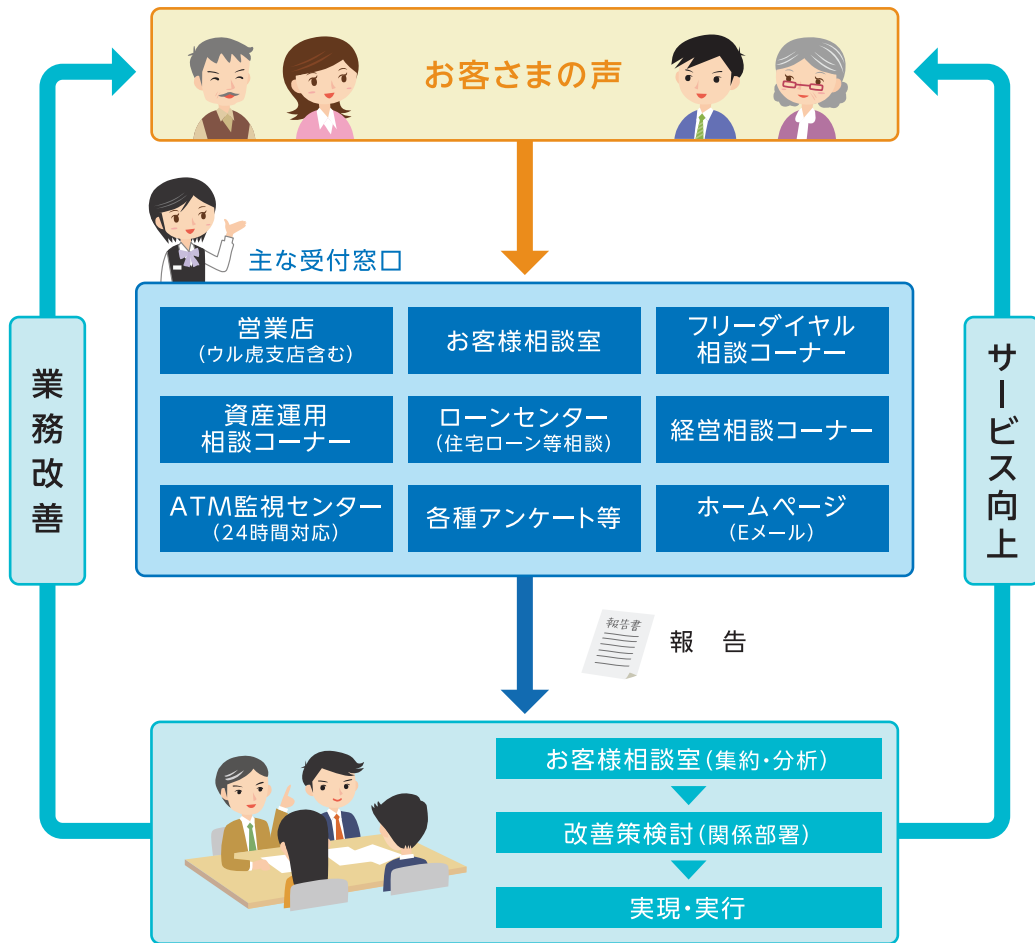 お客さまの声
主な受付窓口
営業店
(ウル虎支店含む)
お客様相談室
フリーダイヤル
相談コーナー
資産運用
相談コーナー
ローンセンター
(住宅ローン等相談)
経営相談コーナー
ATM監視センター
(24時間対応)
各種アンケート等
ホームページ
(Eメール)
業務改善
サービス向上
報告書
報 告
お客様相談室(集約・分析)
改善策検討(関係部署)
実現・実行